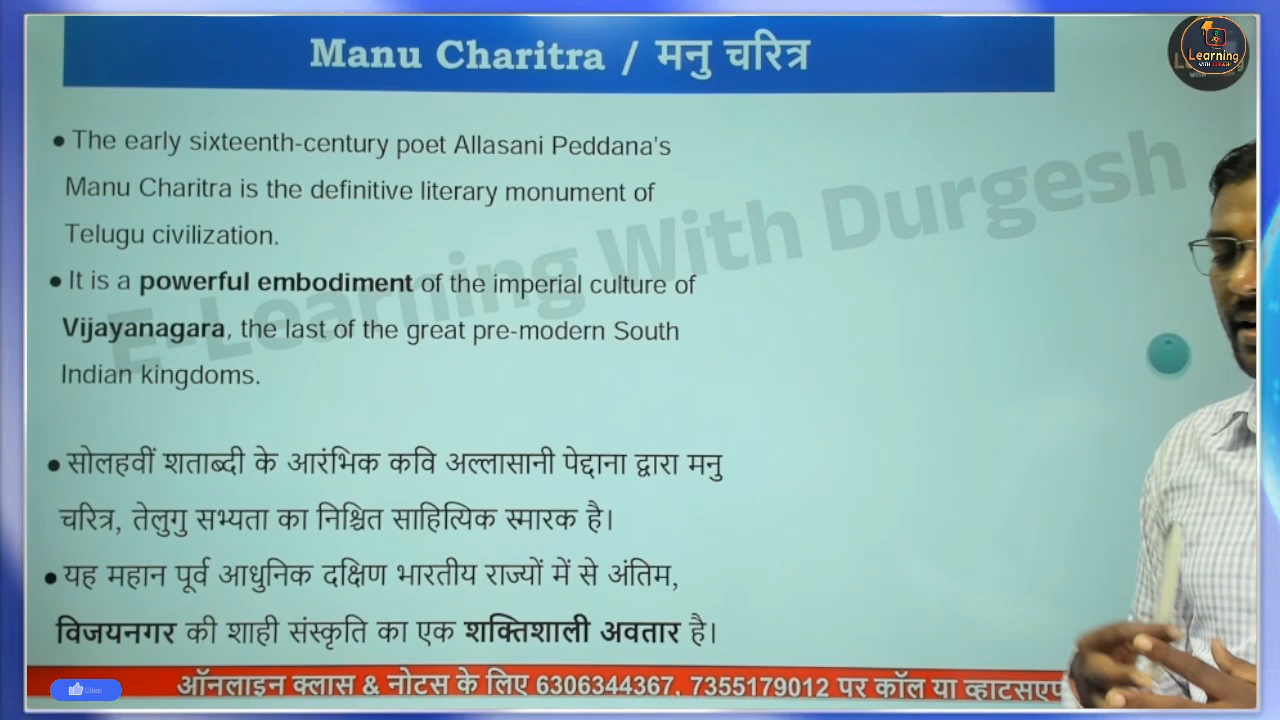 Manu Charitra / मनु चरित्र
Learning
• The early sixteenth-century poet Allasani Peddana's
Manu Charitra is the definitive literary monument of
Telugu civilization.
• It is a powerful embodiment of the imperial culture of
Vijayanagara, the last of the great pre-modern South
Indian kingdoms.
E-Learning With Durgesh
• सोलहवीं शताब्दी के आरंभिक कवि अल्लासानी पेद्दाना द्वारा मनु
चरित्र, तेलुगु सभ्यता का निश्चित साहित्यिक स्मारक है।
• यह महान पूर्व आधुनिक दक्षिण भारतीय राज्यों में से अंतिम,
विजयनगर की शाही संस्कृति का एक शक्तिशाली अवतार है।
ऑनलाइन क्लास & नोटस के लिए 6306344367, 7355179012 पर कॉल या व्हाटसएप
Liked